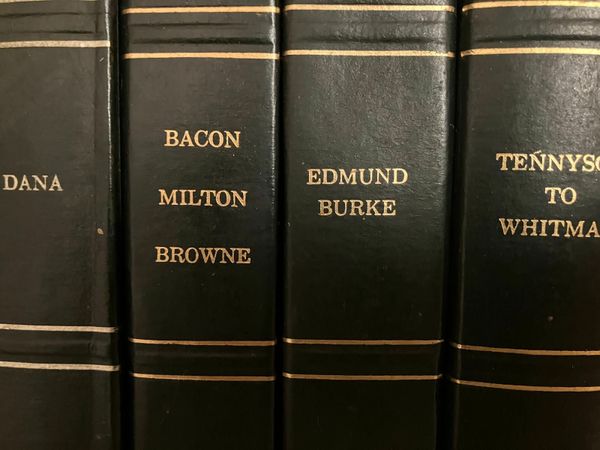 DANA
BACON
MILTON
BROWNE
EDMUND
BURKE
TENNYSO
TO
WHITMA